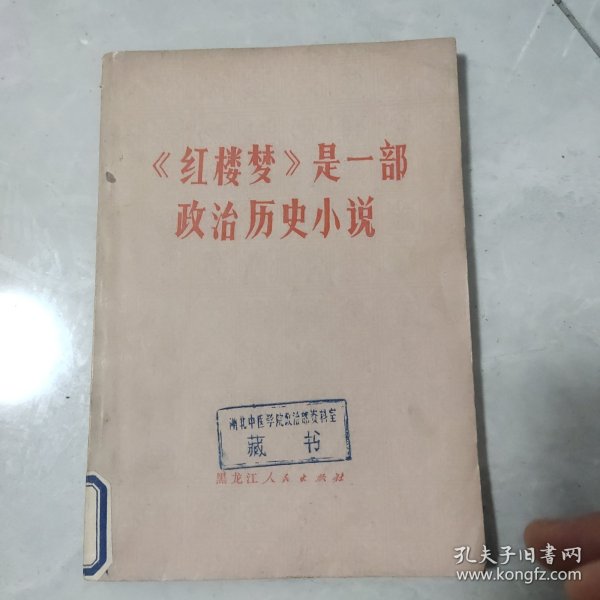 《红楼梦》是一部
政治历史小说
湖北中医学院政治部资料室
藏 书
黑龙江人民出版社
孔夫子旧书网
www.kongfz.com